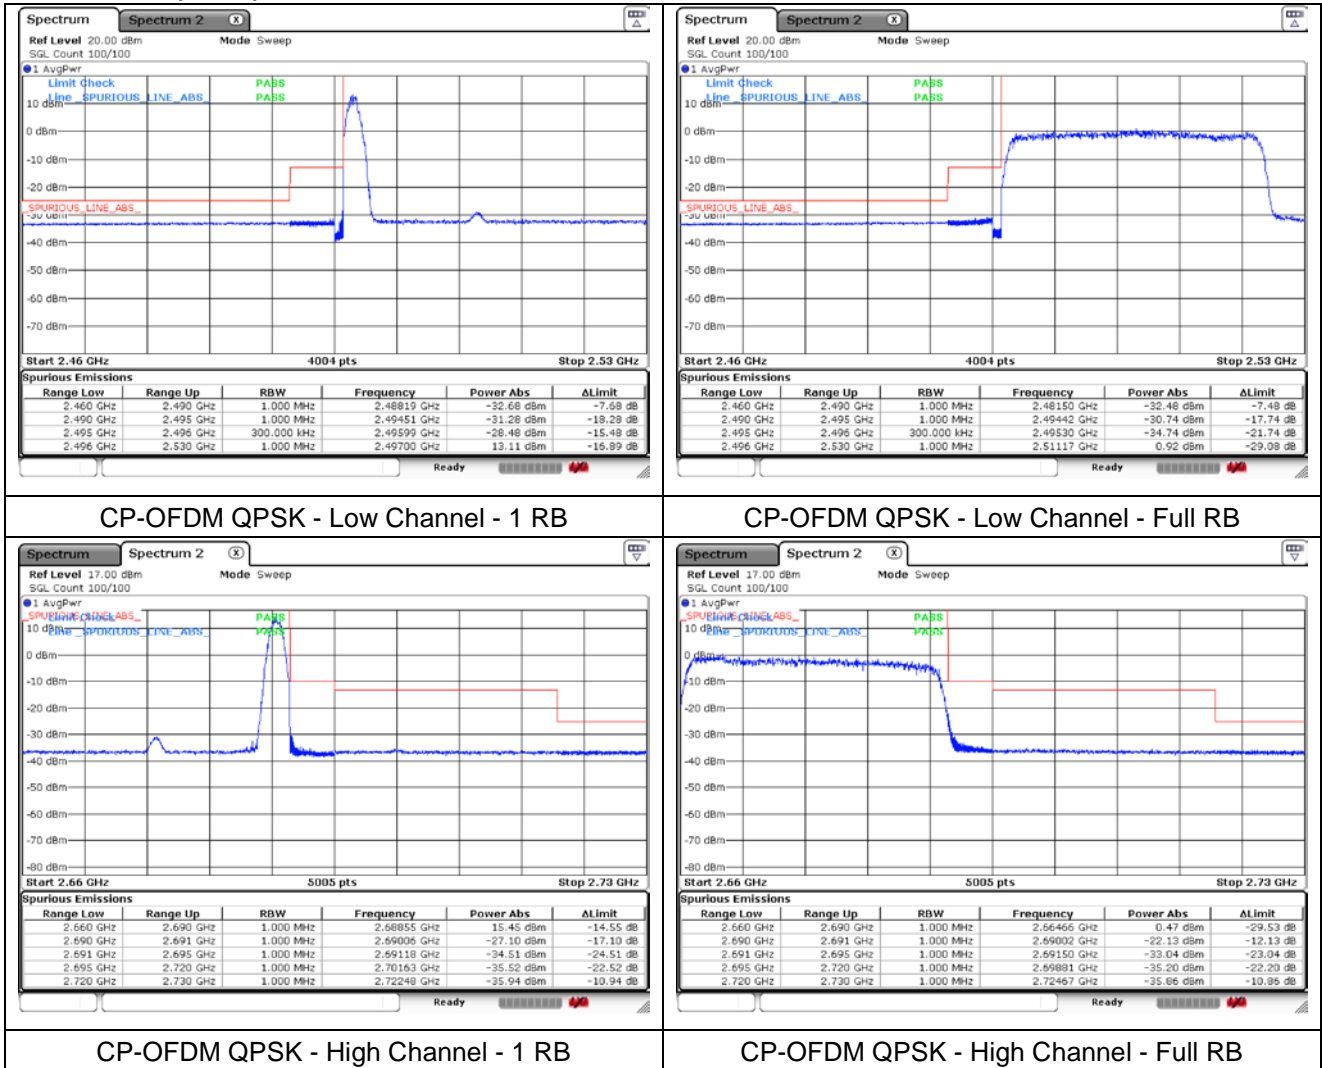 Spectrum Spectrum 2 X
Ref Level 20.00 dBm Mode Sweep
SGL Count 100/100
1 AvgPwr
Limit Check PASS
Line _SPURIOUS_LINE_ABS_ PASS
10 dBm
0 dBm
-10 dBm
-20 dBm
_SPURIOUS_LINE_ABS_
-30 dBm
-40 dBm
-50 dBm
-60 dBm
-70 dBm
Start 2.46 GHz 4004 pts Stop 2.53 GHz
Spurious Emissions
Range Low Range Up RBW Frequency Power Abs ΔLimit
2.460 GHz 2.490 GHz 1.000 MHz 2.48819 GHz -32.68 dBm -7.68 dB
2.490 GHz 2.495 GHz 1.000 MHz 2.49451 GHz -31.28 dBm -18.28 dB
2.495 GHz 2.496 GHz 300.000 kHz 2.49599 GHz -28.48 dBm -15.48 dB
2.496 GHz 2.530 GHz 1.000 MHz 2.49700 GHz 13.11 dBm -16.89 dB
Ready
CP-OFDM QPSK - Low Channel - 1 RB
Spectrum Spectrum 2 X
Ref Level 20.00 dBm Mode Sweep
SGL Count 100/100
1 AvgPwr
Limit Check PASS
Line _SPURIOUS_LINE_ABS_ PASS
10 dBm
0 dBm
-10 dBm
-20 dBm
_SPURIOUS_LINE_ABS_
-30 dBm
-40 dBm
-50 dBm
-60 dBm
-70 dBm
Start 2.46 GHz 4004 pts Stop 2.53 GHz
Spurious Emissions
Range Low Range Up RBW Frequency Power Abs ΔLimit
2.460 GHz 2.490 GHz 1.000 MHz 2.48150 GHz -32.48 dBm -7.48 dB
2.490 GHz 2.495 GHz 1.000 MHz 2.49442 GHz -30.74 dBm -17.74 dB
2.495 GHz 2.496 GHz 300.000 kHz 2.49530 GHz -34.74 dBm -21.74 dB
2.496 GHz 2.530 GHz 1.000 MHz 2.51117 GHz 0.92 dBm -29.08 dB
Ready
CP-OFDM QPSK - Low Channel - Full RB
Spectrum Spectrum 2 X
Ref Level 17.00 dBm Mode Sweep
SGL Count 100/100
1 AvgPwr
_SPURIOUS_LINE_ABS_
Limit Check PASS
Line _SPURIOUS_LINE_ABS_ PASS
10 dBm
0 dBm
-10 dBm
-20 dBm
-30 dBm
-40 dBm
-50 dBm
-60 dBm
-70 dBm
-80 dBm
Start 2.66 GHz 5005 pts Stop 2.73 GHz
Spurious Emissions
Range Low Range Up RBW Frequency Power Abs ΔLimit
2.660 GHz 2.690 GHz 1.000 MHz 2.68855 GHz 15.45 dBm -14.55 dB
2.690 GHz 2.691 GHz 1.000 MHz 2.69006 GHz -27.10 dBm -17.10 dB
2.691 GHz 2.695 GHz 1.000 MHz 2.69118 GHz -34.51 dBm -24.51 dB
2.695 GHz 2.720 GHz 1.000 MHz 2.70163 GHz -35.52 dBm -22.52 dB
2.720 GHz 2.730 GHz 1.000 MHz 2.72248 GHz -35.94 dBm -10.94 dB
Ready
CP-OFDM QPSK - High Channel - 1 RB
Spectrum Spectrum 2 X
Ref Level 17.00 dBm Mode Sweep
SGL Count 100/100
1 AvgPwr
_SPURIOUS_LINE_ABS_
Limit Check PASS
Line _SPURIOUS_LINE_ABS_ PASS
10 dBm
0 dBm
-10 dBm
-20 dBm
-30 dBm
-40 dBm
-50 dBm
-60 dBm
-70 dBm
-80 dBm
Start 2.66 GHz 5005 pts Stop 2.73 GHz
Spurious Emissions
Range Low Range Up RBW Frequency Power Abs ΔLimit
2.660 GHz 2.690 GHz 1.000 MHz 2.66466 GHz 0.47 dBm -29.53 dB
2.690 GHz 2.691 GHz 1.000 MHz 2.69002 GHz -22.13 dBm -12.13 dB
2.691 GHz 2.695 GHz 1.000 MHz 2.69150 GHz -33.04 dBm -23.04 dB
2.695 GHz 2.720 GHz 1.000 MHz 2.69881 GHz -35.20 dBm -22.20 dB
2.720 GHz 2.730 GHz 1.000 MHz 2.72467 GHz -35.86 dBm -10.86 dB
Ready
CP-OFDM QPSK - High Channel - Full RB